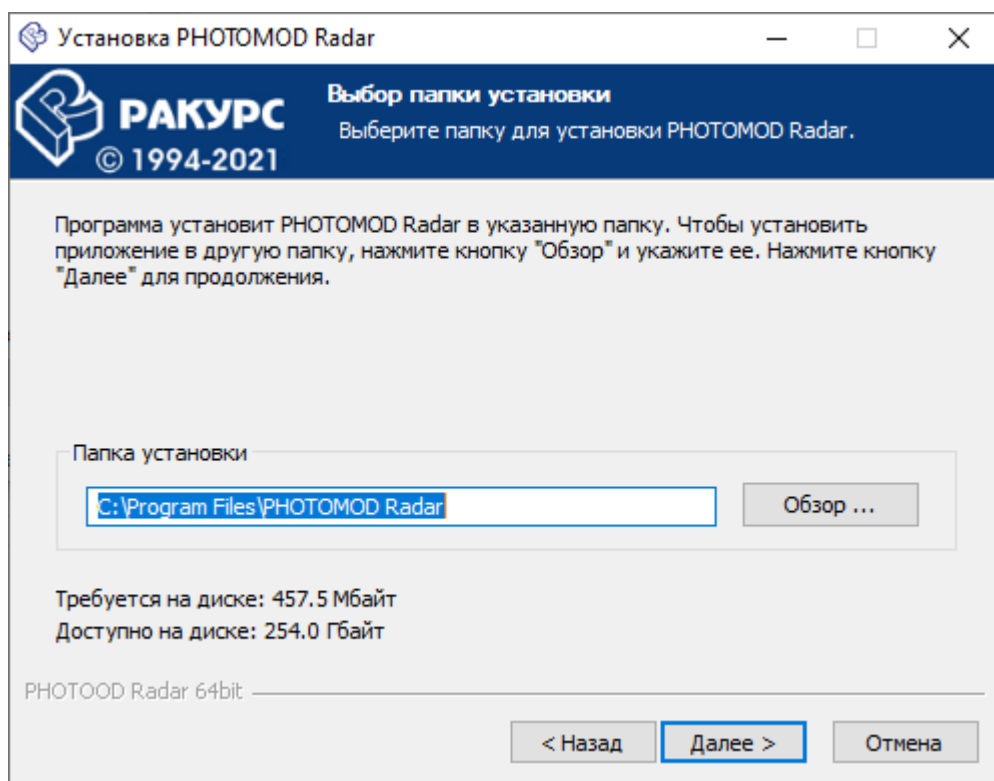 Установка PHOTOMOD Radar
РАКУРС
© 1994-2021
Выбор папки установки
Выберите папку для установки PHOTOMOD Radar.
Программа установит PHOTOMOD Radar в указанную папку. Чтобы установить
приложение в другую папку, нажмите кнопку "Обзор" и укажите ее. Нажмите кнопку
"Далее" для продолжения.
Папка установки
C:\Program Files\PHOTOMOD Radar
Обзор ...
Требуется на диске: 457.5 Мбайт
Доступно на диске: 254.0 Гбайт
PHOTOOD Radar 64bit
< Назад
Далее >
Отмена